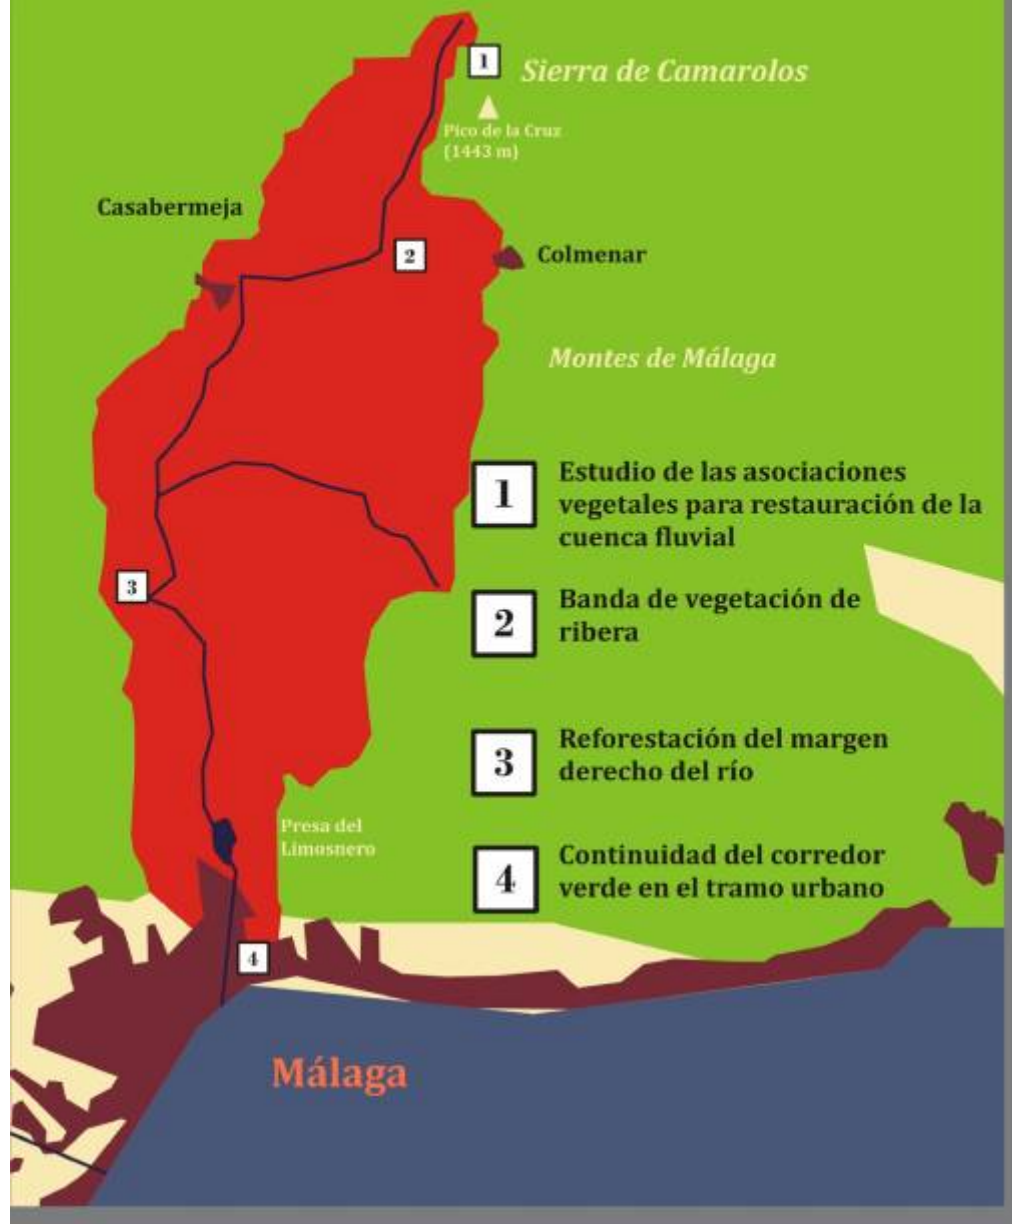 1
Sierra de Camarolos
Pico de la Cruz
(1443 m)
Casabermeja
2
Colmenar
Montes de Málaga
1
Estudio de las asociaciones
vegetales para restauración de la
cuenca fluvial
3
2
Banda de vegetación de
ribera
3
Reforestación del margen
derecho del río
Presa del
Limosnero
4
Continuidad del corredor
verde en el tramo urbano
4
Málaga